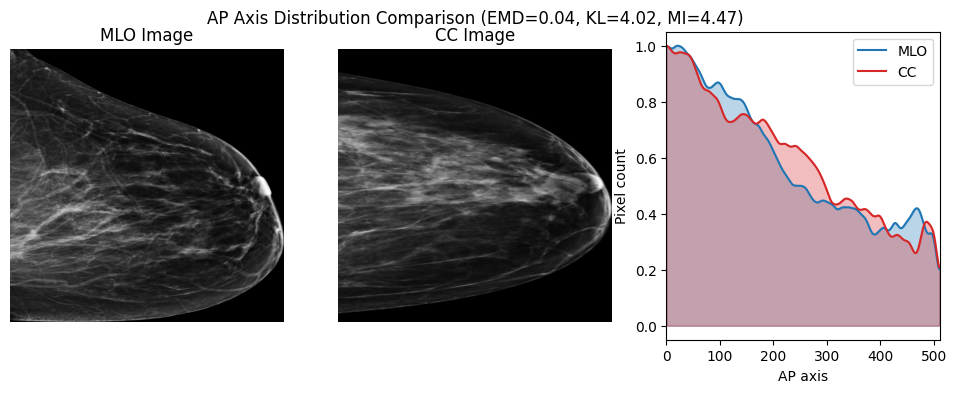 AP Axis Distribution Comparison (EMD=0.04, KL=4.02, MI=4.47)
MLO Image
CC Image
MLO
CC
Pixel count
1.0
0.8
0.6
0.4
0.2
0.0
0 100 200 300 400 500
AP axis